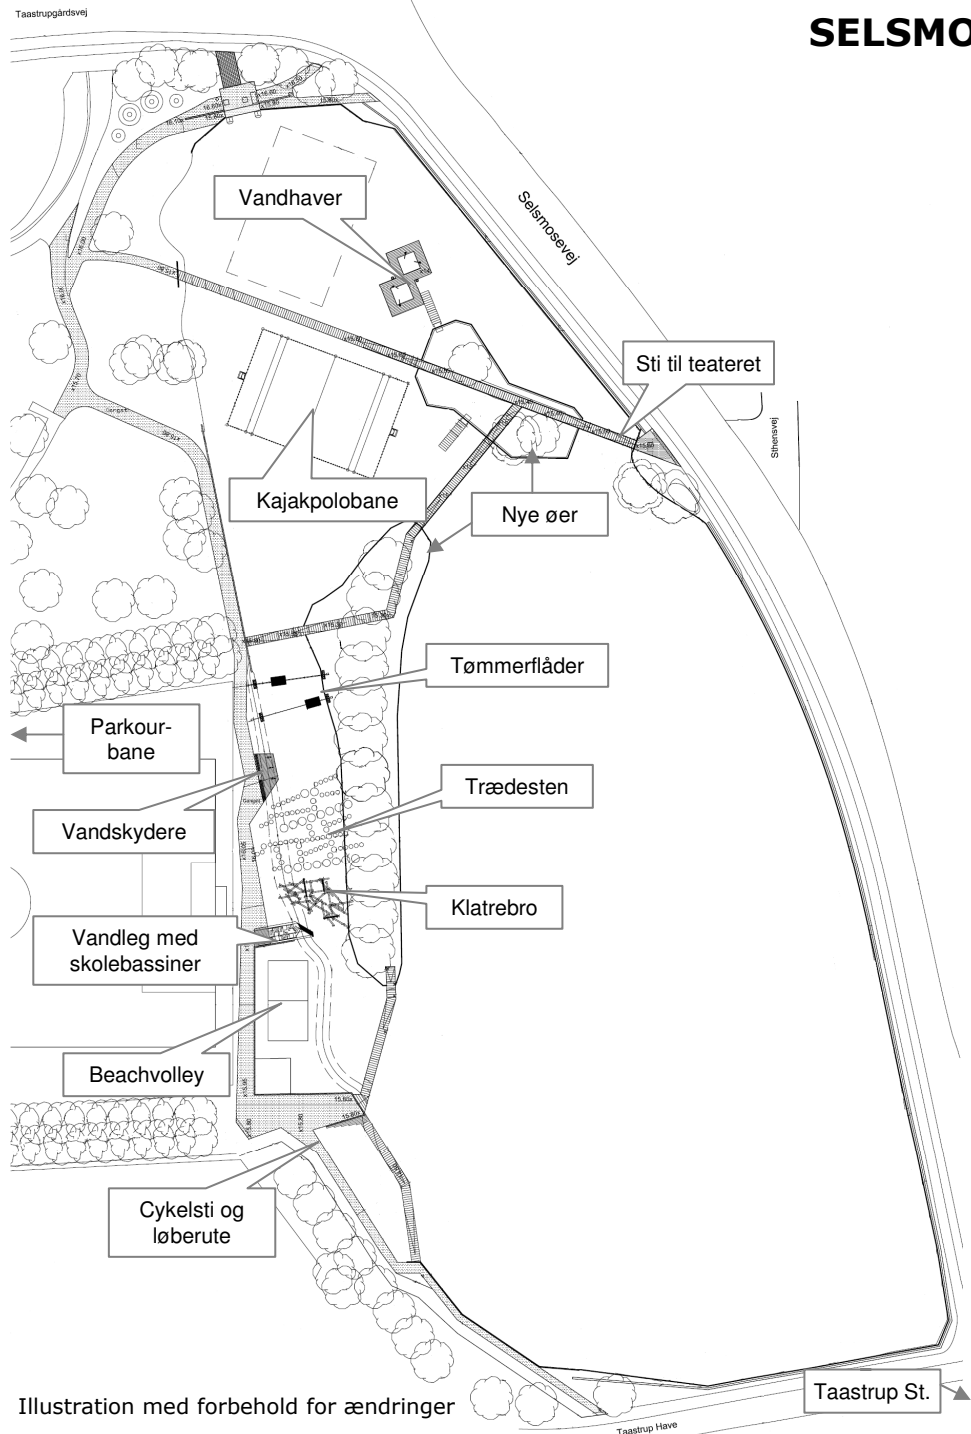 Taastrupgårdsvej
SELSMO
Vandhaver
Selsmosevej
Sti til teateret
Sthensvej
Kajakpolobane
Nye øer
Tømmerflåder
Parkour-
bane
Trædesten
Vandskydere
Klatrebro
Vandleg med
skolebassiner
Beachvolley
Cykelsti og
løberute
Taastrup St.
Illustration med forbehold for ændringer
Taastrup Have